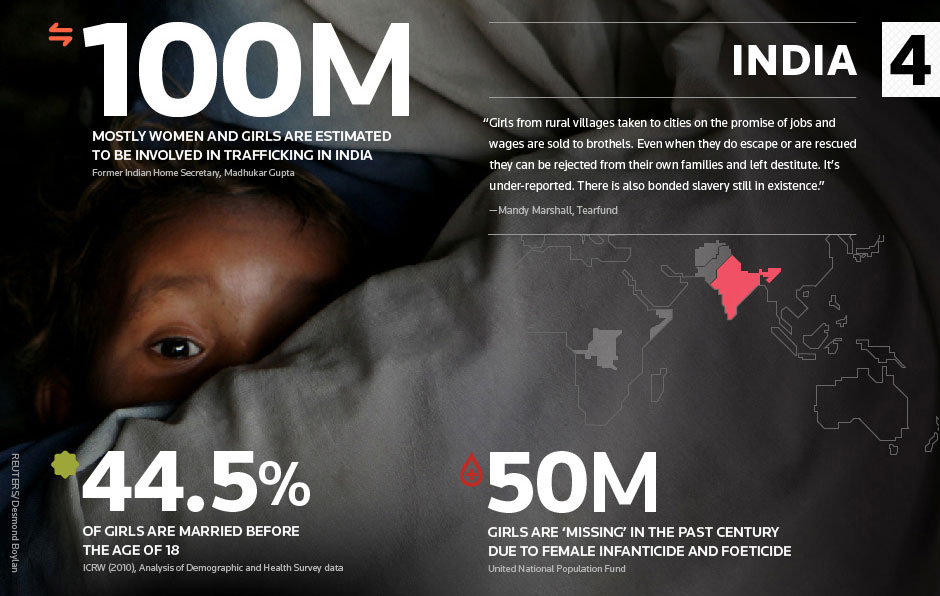 100M
MOSTLY WOMEN AND GIRLS ARE ESTIMATED
TO BE INVOLVED IN TRAFFICKING IN INDIA
Former Indian Home Secretary, Madhukar Gupta
INDIA
4
“Girls from rural villages taken to cities on the promise of jobs and
wages are sold to brothels. Even when they do escape or are rescued
they can be rejected from their own families and left destitute. It’s
under-reported. There is also bonded slavery still in existence.”
—Mandy Marshall, Tearfund
44.5%
OF GIRLS ARE MARRIED BEFORE
THE AGE OF 18
ICRW (2010), Analysis of Demographic and Health Survey data
50M
GIRLS ARE ‘MISSING’ IN THE PAST CENTURY
DUE TO FEMALE INFANTICIDE AND FOETICIDE
United National Population Fund
REUTERS/Desmond Boylan